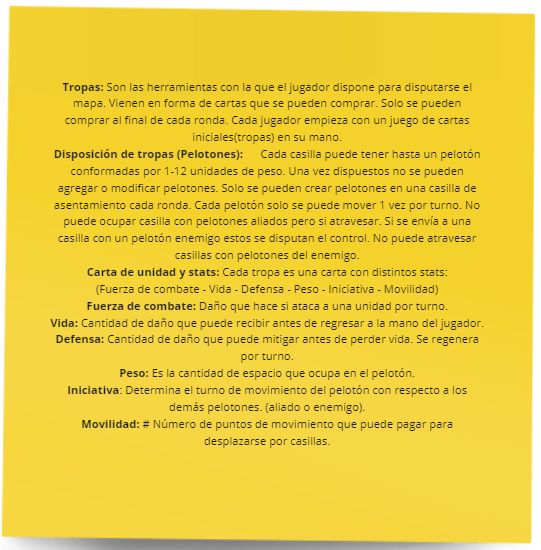 Tropas: Son las herramientas con la que el jugador dispone para disputarse el
mapa. Vienen en forma de cartas que se pueden comprar. Solo se pueden
comprar al final de cada ronda. Cada jugador empieza con un juego de cartas
iniciales(tropas) en su mano.
Disposición de tropas (Pelotones): Cada casilla puede tener hasta un pelotón
conformadas por 1-12 unidades de peso. Una vez dispuestos no se pueden
agregar o modificar pelotones. Solo se pueden crear pelotones en una casilla de
asentamiento cada ronda. Cada pelotón solo se puede mover 1 vez por turno. No
puede ocupar casilla con pelotones aliados pero si atravesar. Si se envía a una
casilla con un pelotón enemigo estos se disputan el control. No puede atravesar
casillas con pelotones del enemigo.
Carta de unidad y stats: Cada tropa es una carta con distintos stats:
(Fuerza de combate - Vida - Defensa - Peso - Iniciativa - Movilidad)
Fuerza de combate: Daño que hace si ataca a una unidad por turno.
Vida: Cantidad de daño que puede recibir antes de regresar a la mano del jugador.
Defensa: Cantidad de daño que puede mitigar antes de perder vida. Se regenera
por turno.
Peso: Es la cantidad de espacio que ocupa en el pelotón.
Iniciativa: Determina el turno de movimiento del pelotón con respecto a los
demás pelotones. (aliado o enemigo).
Movilidad: # Número de puntos de movimiento que puede pagar para
desplazarse por casillas.